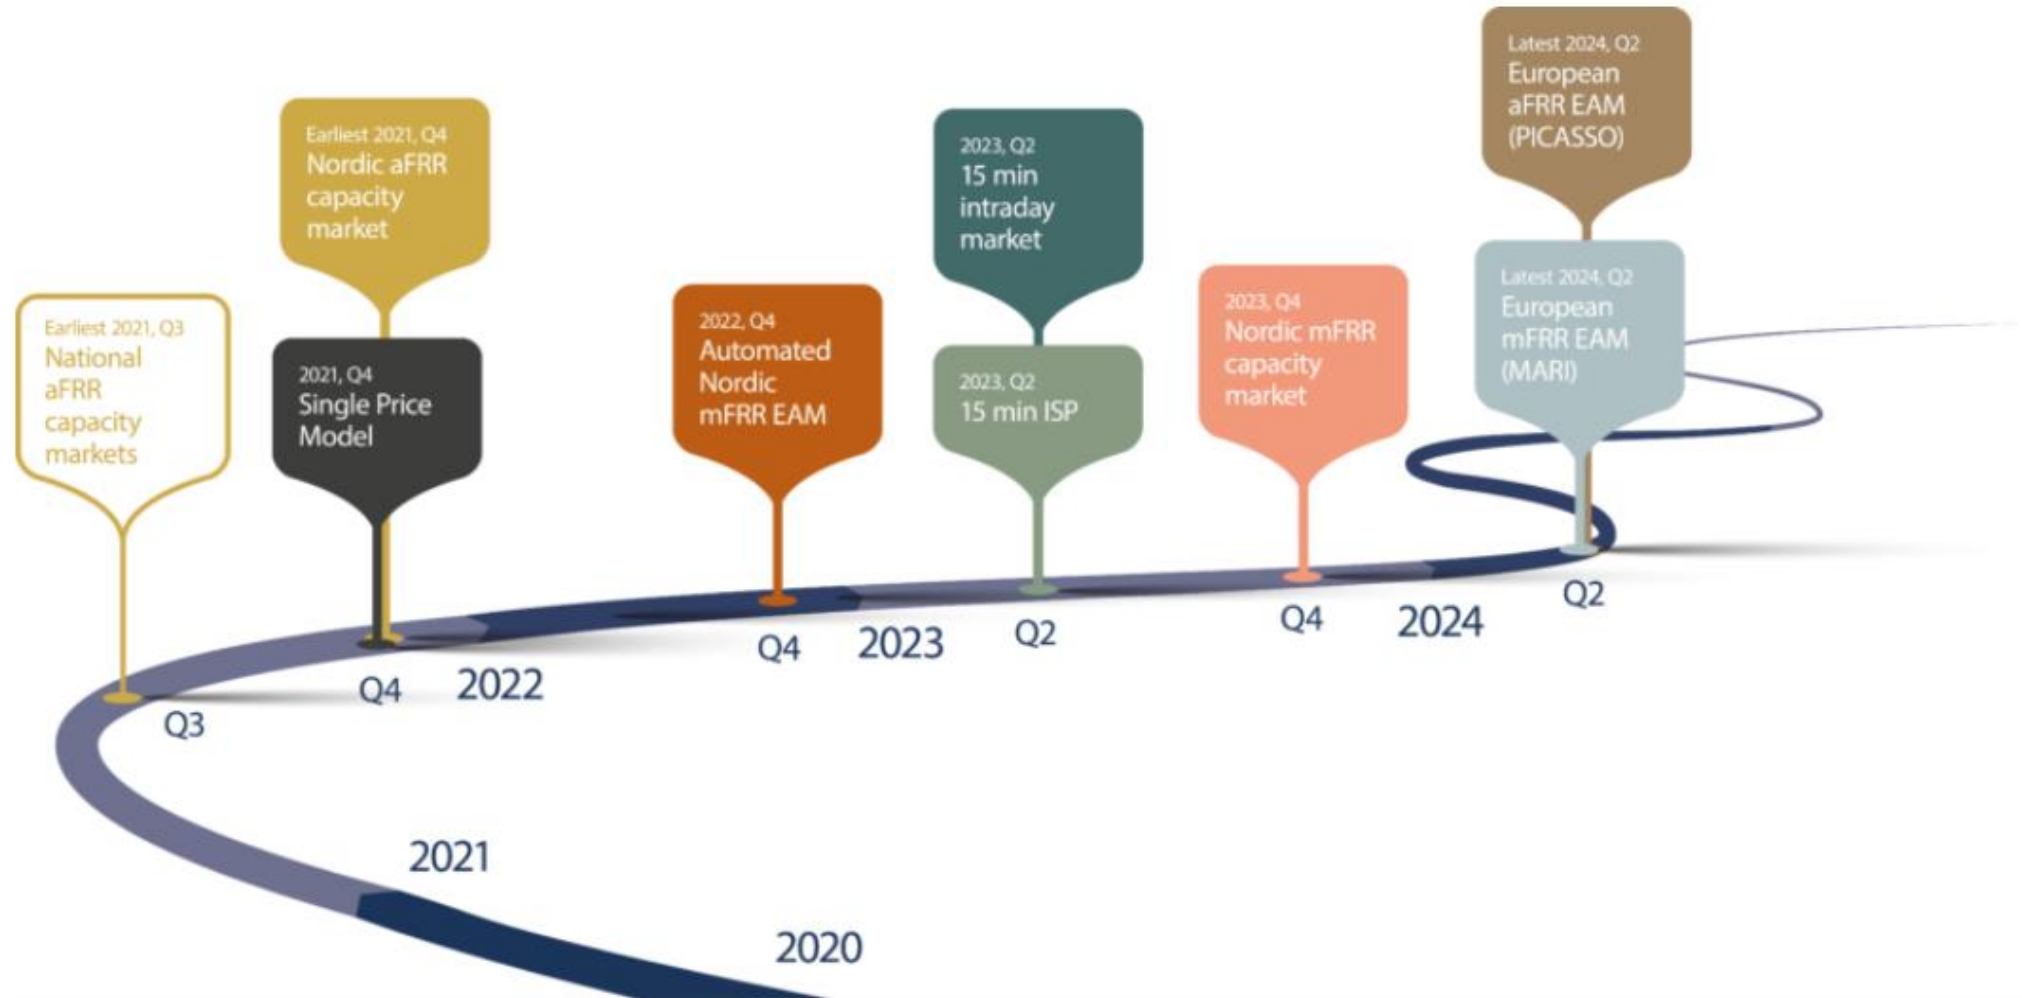 Earliest 2021, Q3
National
aFRR
capacity
markets
Earliest 2021, Q4
Nordic aFRR
capacity
market
2021, Q4
Single Price
Model
2022, Q4
Automated
Nordic
mFRR EAM
2023, Q2
15 min
intraday
market
2023, Q2
15 min ISP
2023, Q4
Nordic mFRR
capacity
market
Latest 2024, Q2
European
aFRR EAM
(PICASSO)
Latest 2024, Q2
European
mFRR EAM
(MARI)
Q3
Q4
2022
Q4
2023
Q2
Q4
2024
Q2
2021
2020